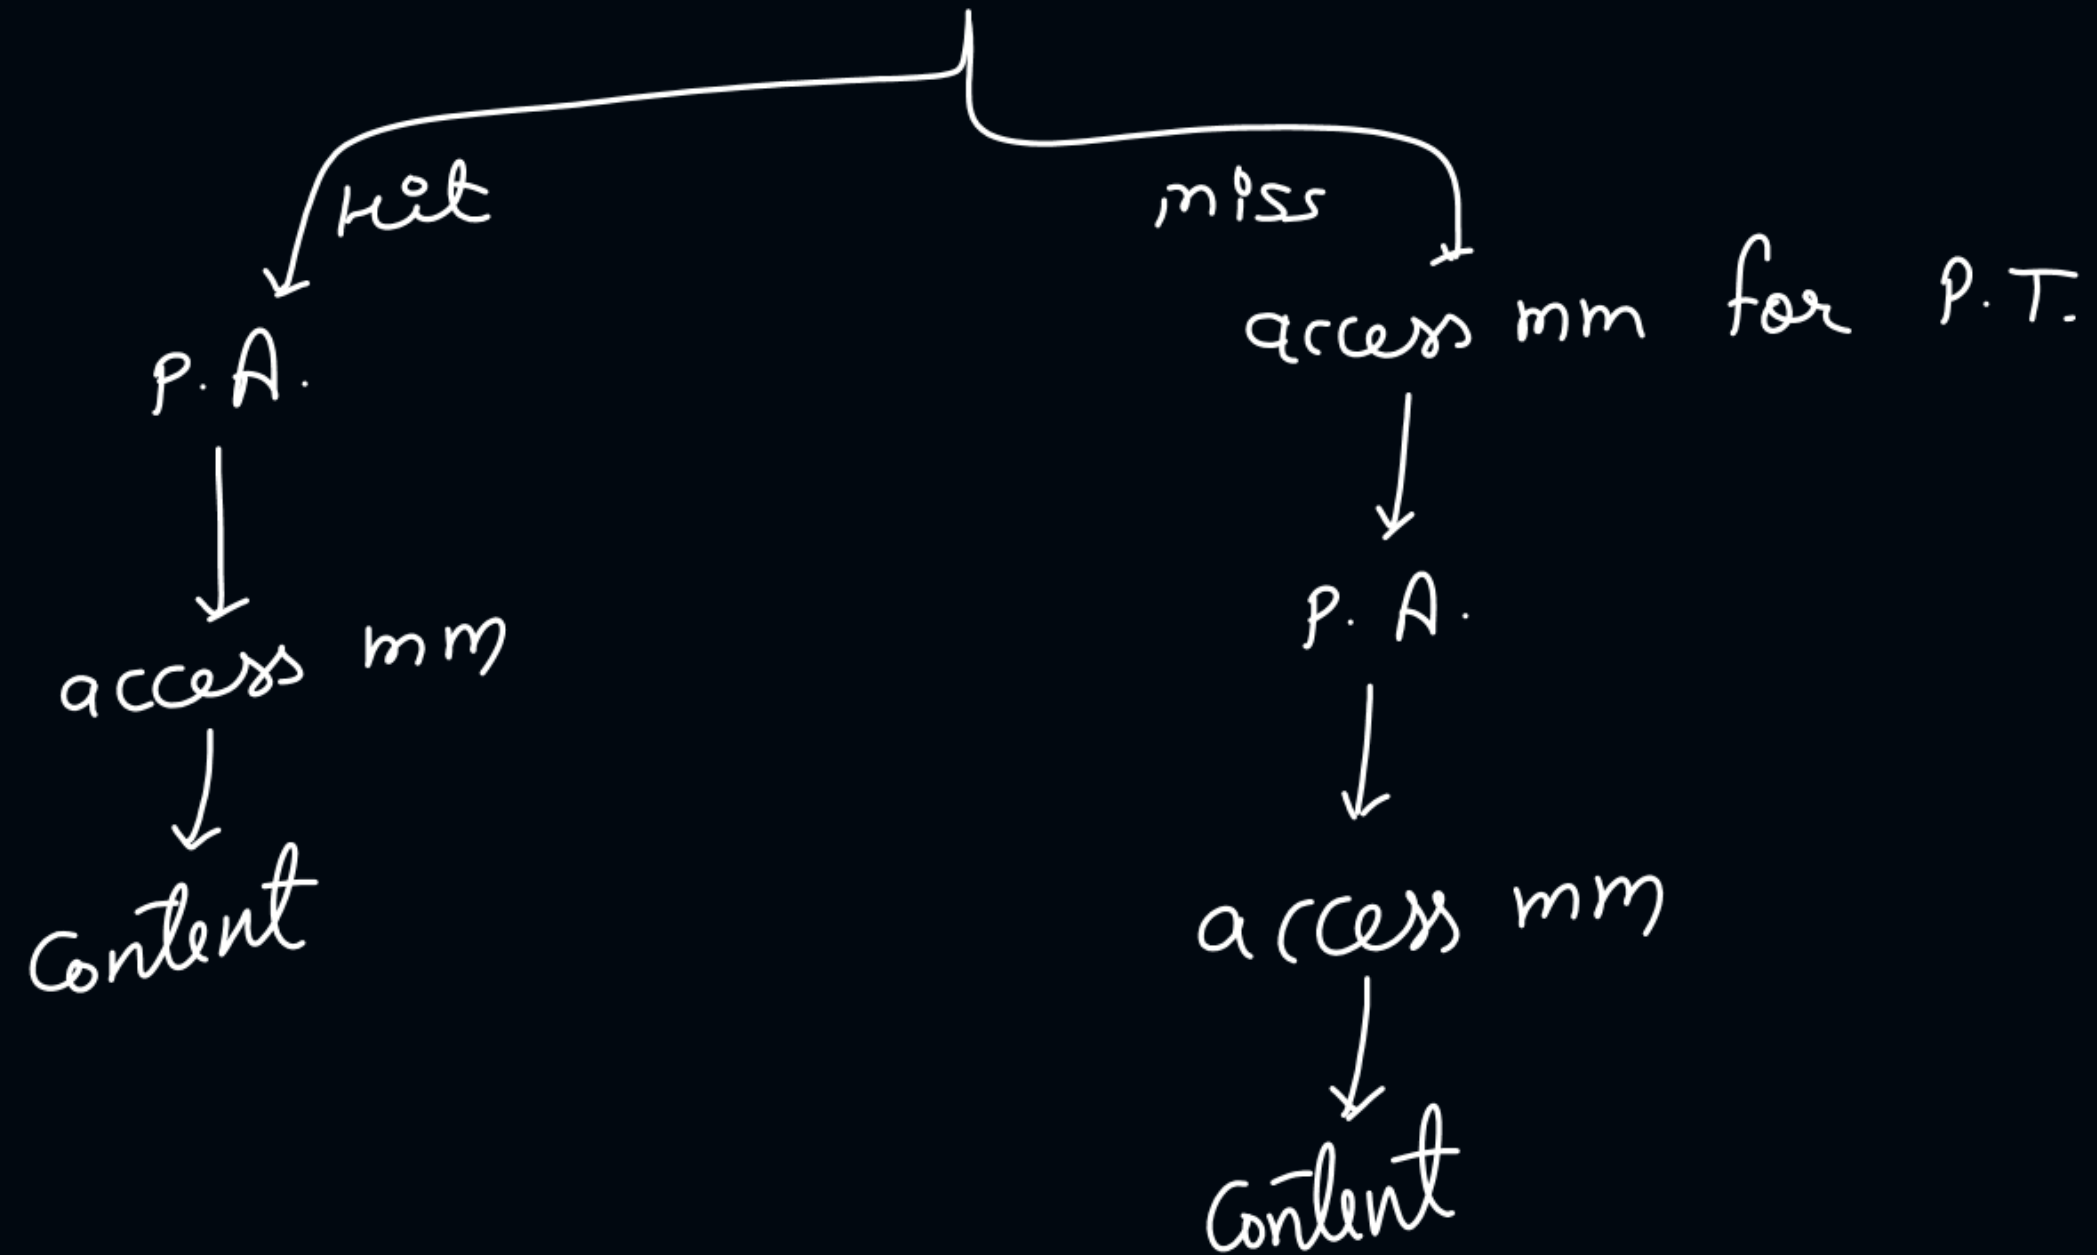 Hit
miss
P.A.
access mm for P.T.
access mm
P.A.
Content
access mm
Content